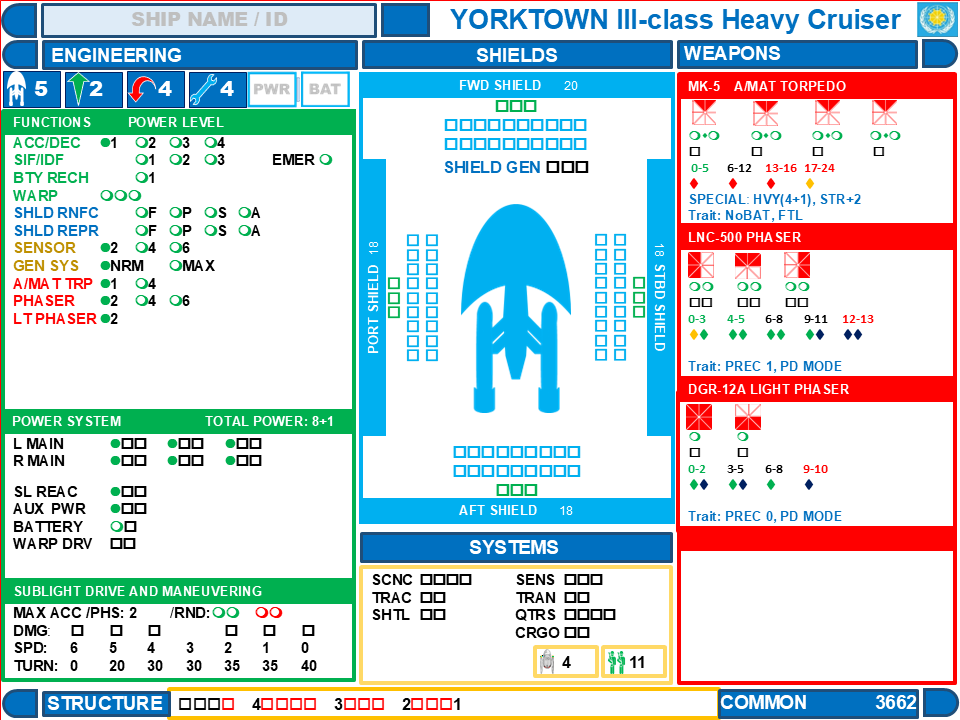 SHIP NAME / ID
YORKTOWN III-class Heavy Cruiser
ENGINEERING
5 2 4 4 PWR BAT
FUNCTIONS POWER LEVEL
ACC/DEC 1 2 3 4
SIF/IDF 1 2 3 EMER
BTY RECH 1
WARP
SHLD RNFC F P S A
SHLD REPR F P S A
SENSOR 2 4 6
GEN SYS NRM MAX
A/MAT TRP 1 4
PHASER 2 4 6
LT PHASER 2
POWER SYSTEM TOTAL POWER: 8+1
L MAIN
R MAIN
SL REAC
AUX PWR
BATTERY
WARP DRV
SUBLIGHT DRIVE AND MANEUVERING
MAX ACC /PHS: 2 /RND:
DMG:
SPD: 6 5 4 3 2 1 0
TURN: 0 20 30 30 35 35 40
SHIELDS
FWD SHIELD 20
SHIELD GEN
PORT SHIELD 18
18 STBD SHIELD
AFT SHIELD 18
SYSTEMS
SCNC SENS
TRAC TRAN
SHTL QTRS
CRGO
4 11
WEAPONS
MK-5 A/MAT TORPEDO
0-5 6-12 13-16 17-24
SPECIAL: HVY(4+1), STR+2
Trait: NoBAT, FTL
LNC-500 PHASER
0-3 4-5 6-8 9-11 12-13
Trait: PREC 1, PD MODE
DGR-12A LIGHT PHASER
0-2 3-5 6-8 9-10
Trait: PREC 0, PD MODE
STRUCTURE 4 3 2 1
COMMON 3662